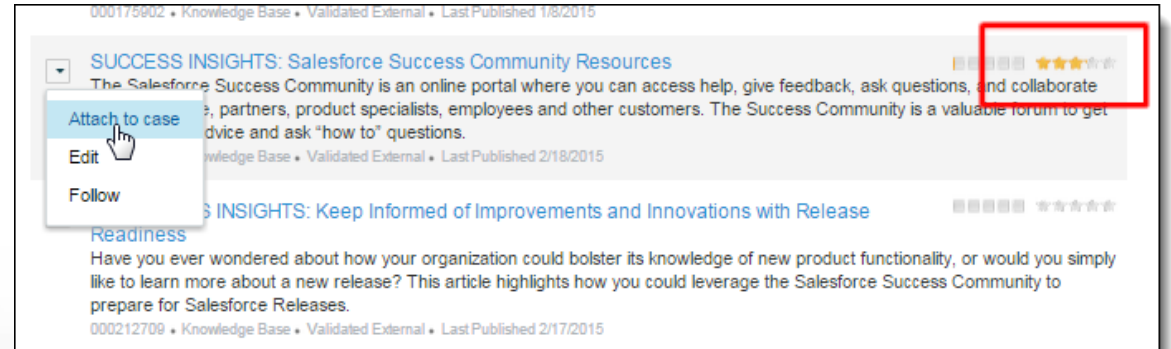 000175902 • Knowledge Base • Validated External • Last Published 1/8/2015
SUCCESS INSIGHTS: Salesforce Success Community Resources
The Salesforce Success Community is an online portal where you can access help, give feedback, ask questions, and collaborate
e, partners, product specialists, employees and other customers. The Success Community is a valuable forum to get
dvice and ask “how to” questions.
wledge Base • Validated External • Last Published 2/18/2015
Attach to case
Edit
Follow
S INSIGHTS: Keep Informed of Improvements and Innovations with Release
Readiness
Have you ever wondered about how your organization could bolster its knowledge of new product functionality, or would you simply
like to learn more about a new release? This article highlights how you could leverage the Salesforce Success Community to
prepare for Salesforce Releases.
000212709 • Knowledge Base • Validated External • Last Published 2/17/2015